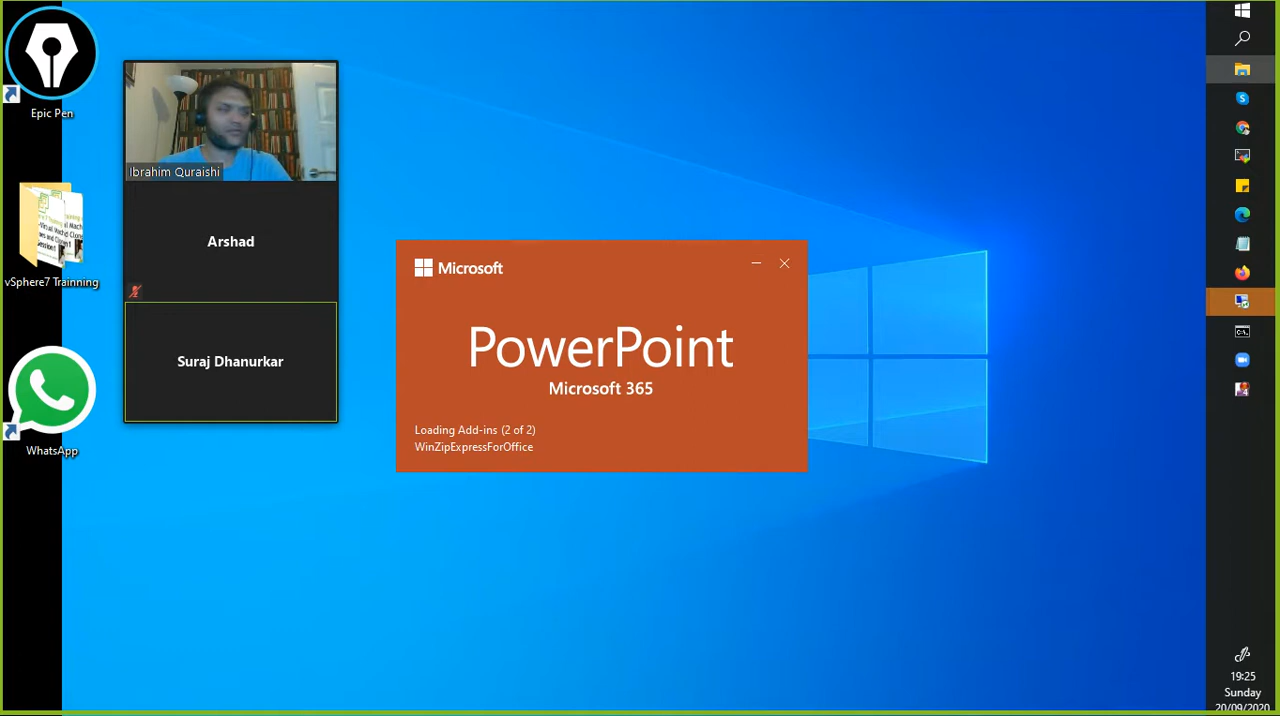 Epic Pen
Ibrahim Quraishi
Arshad
Suraj Dhanurkar
vSphere7 Trainning
WhatsApp
Microsoft
PowerPoint
Microsoft 365
Loading Add-ins (2 of 2)
WinZipExpressForOffice
19:25
Sunday
20/09/2020